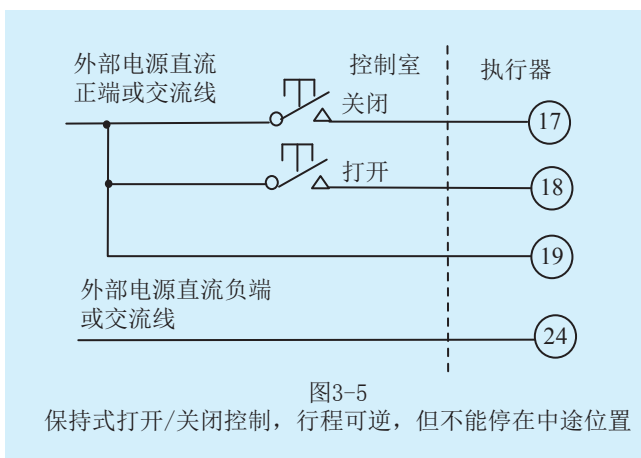 外部电源直流
正端或交流线
控制室
执行器
关闭
17
打开
18
19
外部电源直流负端
或交流线
24
图3-5
保持式打开/关闭控制，行程可逆，但不能停在中途位置